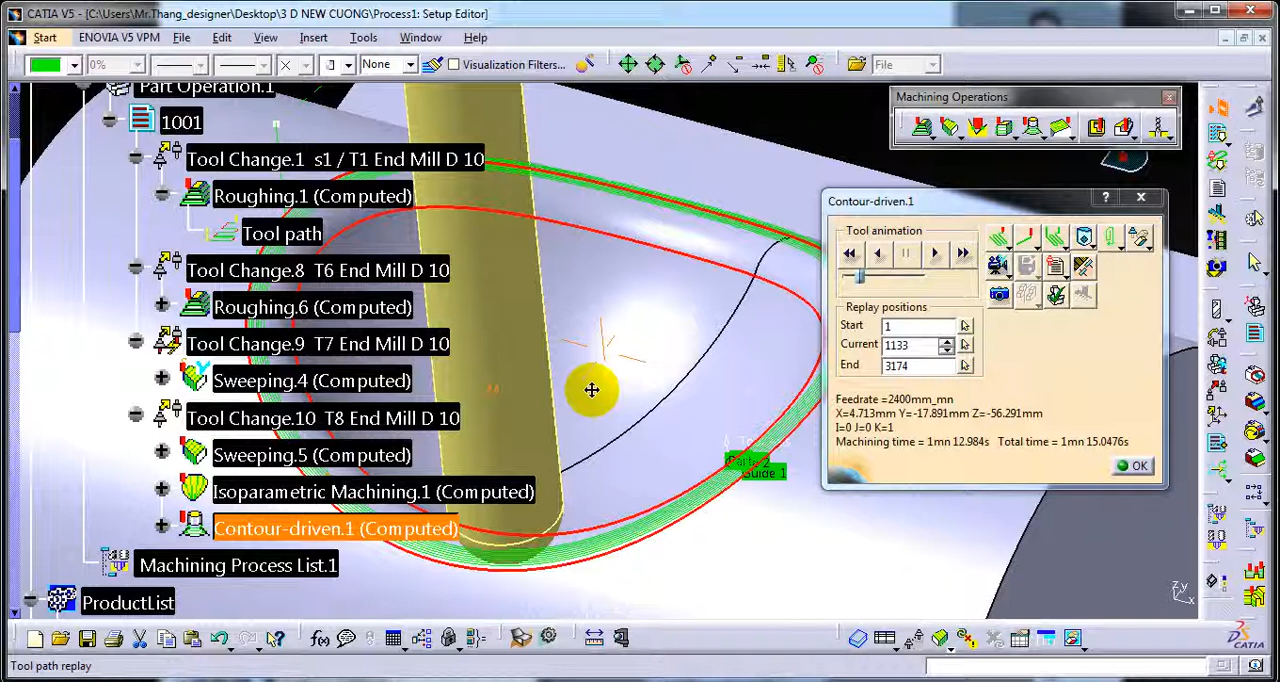 CATIA V5 - [C:\Users\Mr.Thang_designer\Desktop\3 D NEW CUONG\Process1: Setup Editor]
Start ENOVIA V5 VPM File Edit View Insert Tools Window Help
0% None Visualization Filters... File
Part Operation.1
1001
Tool Change.1 s1 / T1 End Mill D 10
Roughing.1 (Computed)
Tool path
Tool Change.8 T6 End Mill D 10
Roughing.6 (Computed)
Tool Change.9 T7 End Mill D 10
Sweeping.4 (Computed)
Tool Change.10 T8 End Mill D 10
Sweeping.5 (Computed)
Isoparametric Machining.1 (Computed)
Contour-driven.1 (Computed)
Machining Process List.1
ProductList
Guide 1
Machining Operations
Contour-driven.1
Tool animation
Replay positions
Start 1
Current 1133
End 3174
Feedrate =2400mm_mn
X=4.713mm Y=-17.891mm Z=-56.291mm
I=0 J=0 K=1
Machining time = 1mn 12.984s Total time = 1mn 15.0476s
OK
Z y
x
CATIA
Tool path replay